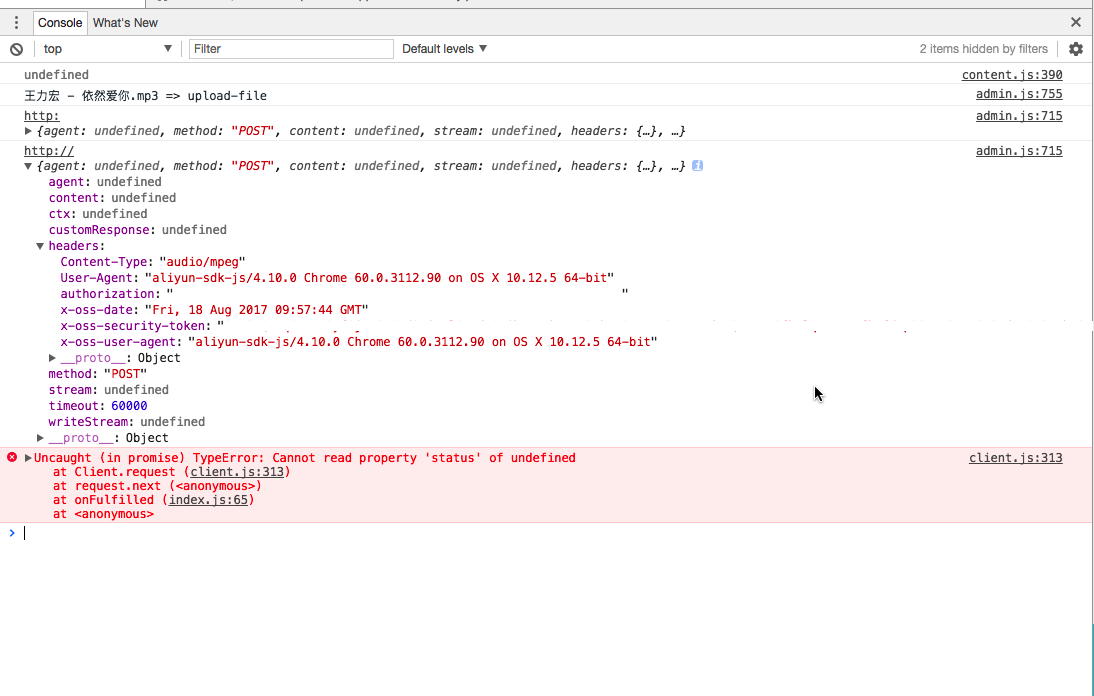 Console What's New
top Filter Default levels 2 items hidden by filters
undefined content.js:390
王力宏 - 依然爱你.mp3 => upload-file admin.js:755
http: admin.js:715
{agent: undefined, method: "POST", content: undefined, stream: undefined, headers: {…}, …}
http:// admin.js:715
{agent: undefined, method: "POST", content: undefined, stream: undefined, headers: {…}, …} i
agent: undefined
content: undefined
ctx: undefined
customResponse: undefined
headers:
Content-Type: "audio/mpeg"
User-Agent: "aliyun-sdk-js/4.10.0 Chrome 60.0.3112.90 on OS X 10.12.5 64-bit"
authorization: " "
x-oss-date: "Fri, 18 Aug 2017 09:57:44 GMT"
x-oss-security-token: "
x-oss-user-agent: "aliyun-sdk-js/4.10.0 Chrome 60.0.3112.90 on OS X 10.12.5 64-bit"
__proto__: Object
method: "POST"
stream: undefined
timeout: 60000
writeStream: undefined
__proto__: Object
Uncaught (in promise) TypeError: Cannot read property 'status' of undefined client.js:313
at Client.request (client.js:313)
at request.next (<anonymous>)
at onFulfilled (index.js:65)
at <anonymous>